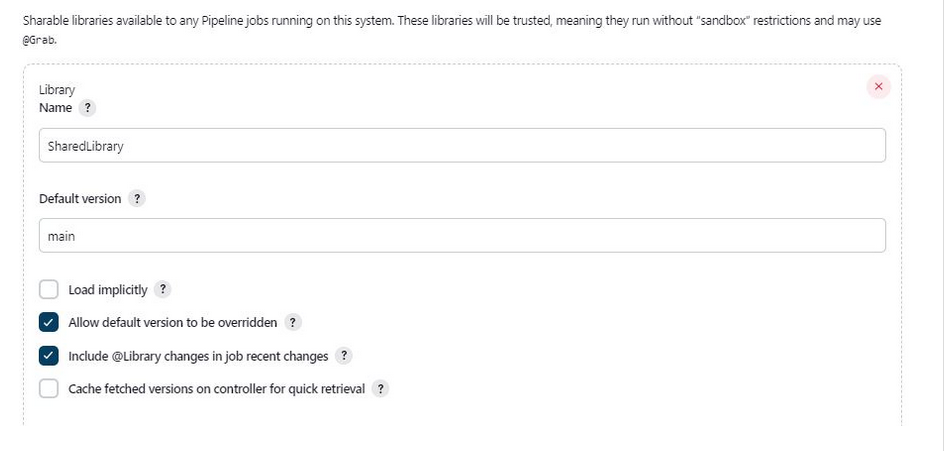 Sharable libraries available to any Pipeline jobs running on this system. These libraries will be trusted, meaning they run without "sandbox" restrictions and may use
@Grab.
Library
Name ?
SharedLibrary
Default version ?
main
Load implicitly ?
Allow default version to be overridden ?
Include @Library changes in job recent changes ?
Cache fetched versions on controller for quick retrieval ?